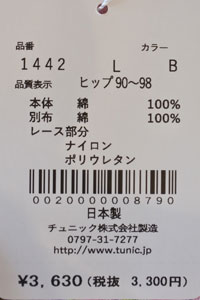 品番 カラー
1442 L B
品質表示 ヒップ90～98
本体 綿 100%
別布 綿 100%
レース部分
ナイロン
ポリウレタン
0020000008790
日本製
チュニック株式会社製造
0797-31-7277
http://www.tunic.jp
¥3,630(税抜 3,300円)